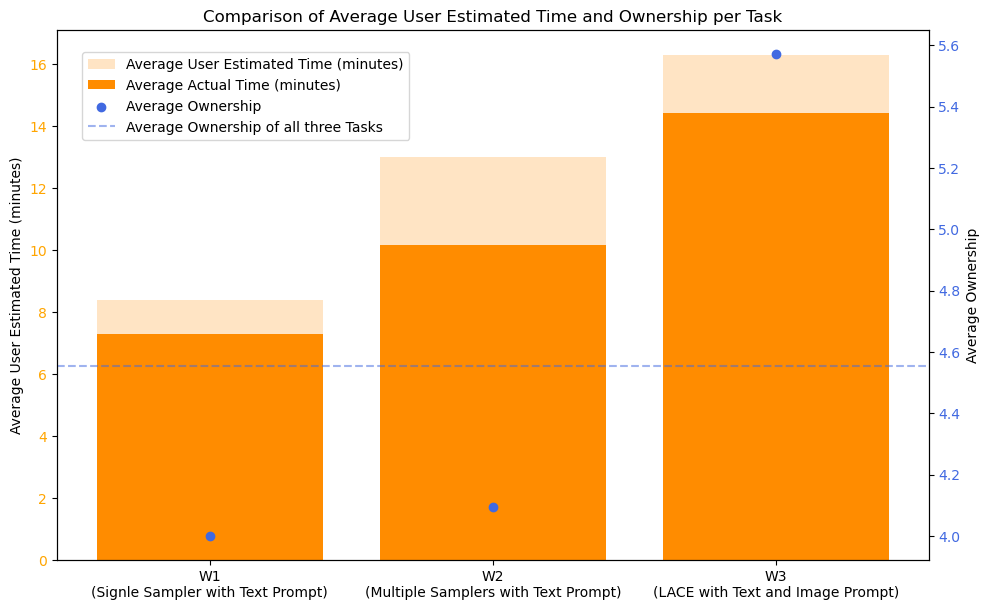 Comparison of Average User Estimated Time and Ownership per Task
Average User Estimated Time (minutes)
Average Actual Time (minutes)
Average Ownership
Average Ownership of all three Tasks
Average User Estimated Time (minutes)
16
14
12
10
8
6
4
2
0
5.6
5.4
5.2
5.0
4.8
4.6
4.4
4.2
4.0
Average Ownership
W1
(Signle Sampler with Text Prompt)
W2
(Multiple Samplers with Text Prompt)
W3
(LACE with Text and Image Prompt)